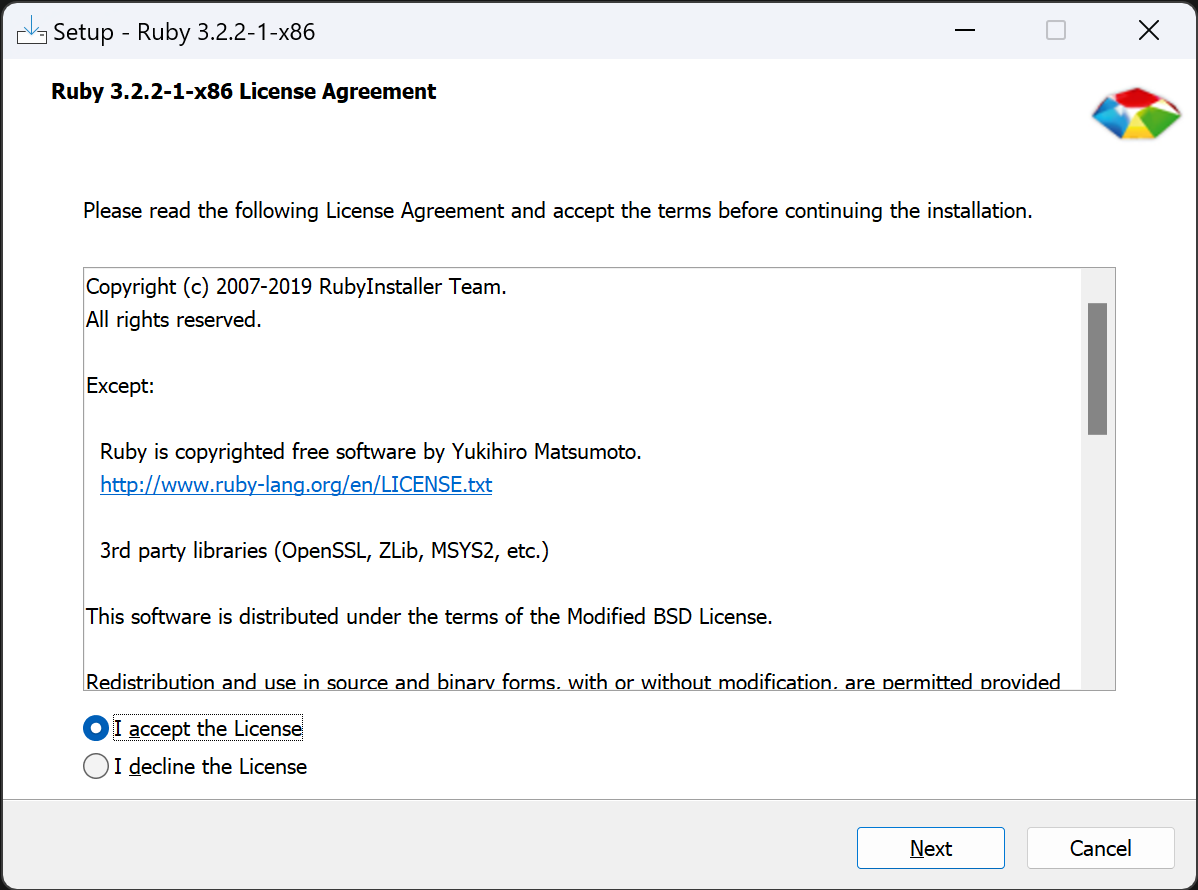 Setup - Ruby 3.2.2-1-x86
Ruby 3.2.2-1-x86 License Agreement
Please read the following License Agreement and accept the terms before continuing the installation.
Copyright (c) 2007-2019 RubyInstaller Team.
All rights reserved.
Except:
Ruby is copyrighted free software by Yukihiro Matsumoto.
http://www.ruby-lang.org/en/LICENSE.txt
3rd party libraries (OpenSSL, ZLib, MSYS2, etc.)
This software is distributed under the terms of the Modified BSD License.
Redistribution and use in source and binary forms, with or without modification, are permitted provided
I accept the License
I decline the License
Next
Cancel